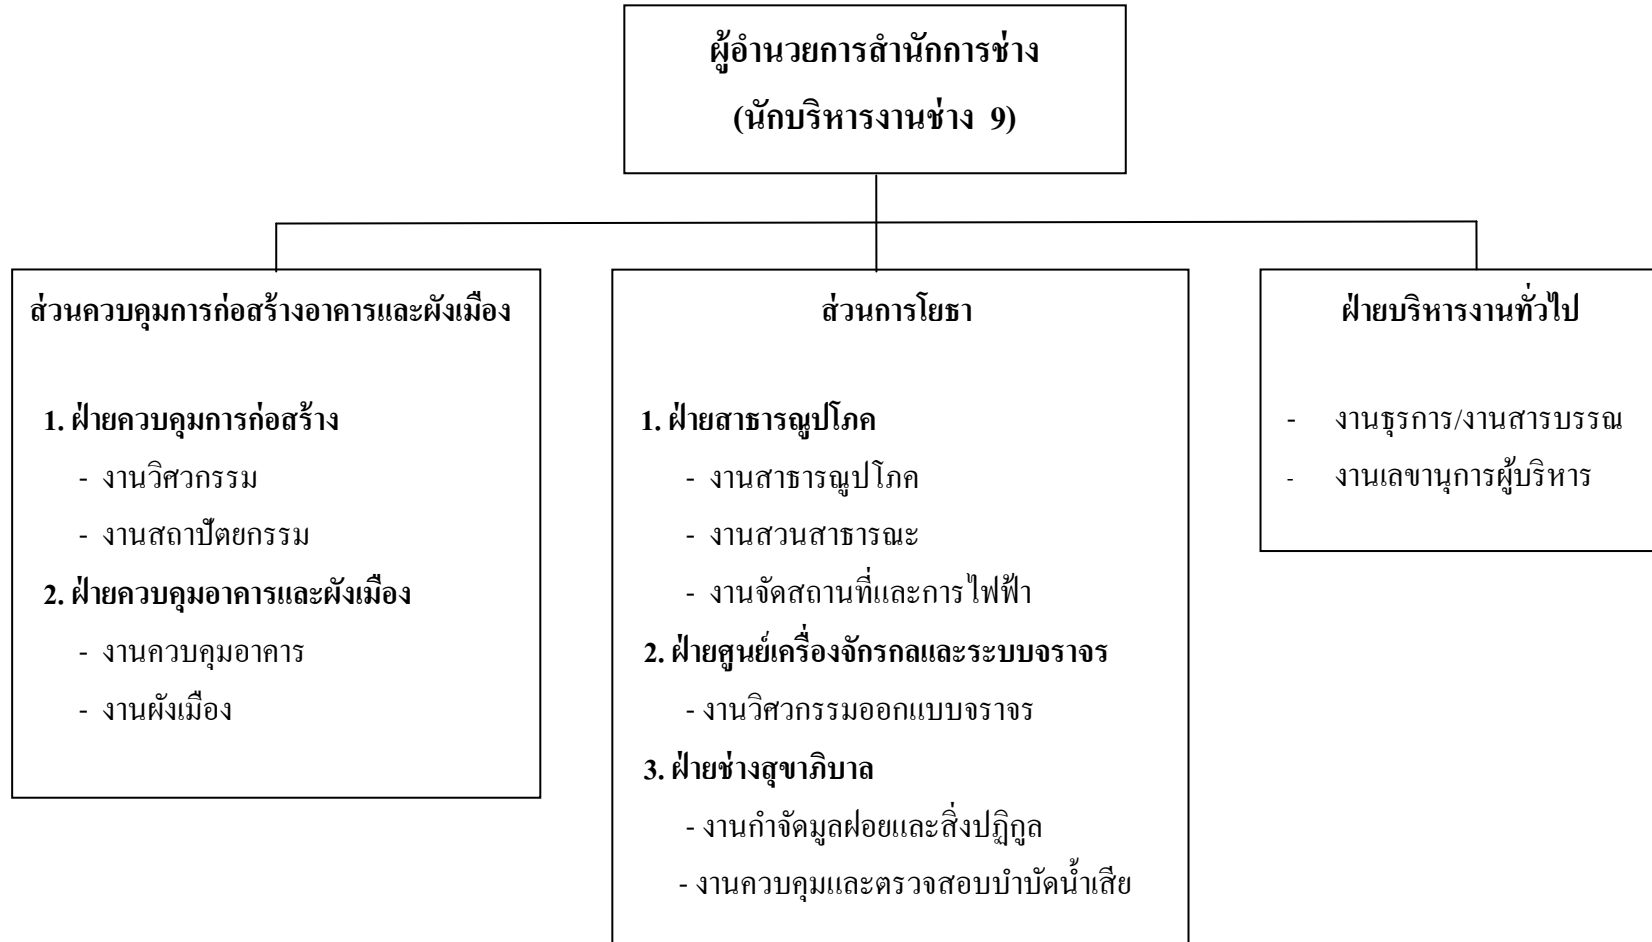 ผู้อำนวยการสำนักการช่าง
(นักบริหารงานช่าง 9)
ส่วนควบคุมการก่อสร้างอาคารและผังเมือง
1. ฝ่ายควบคุมการก่อสร้าง
- งานวิศวกรรม
- งานสถาปัตยกรรม
2. ฝ่ายควบคุมอาคารและผังเมือง
- งานควบคุมอาคาร
- งานผังเมือง
ส่วนการโยธา
1. ฝ่ายสาธารณูปโภค
- งานสาธารณูปโภค
- งานสวนสาธารณะ
- งานจัดสถานที่และการไฟฟ้า
2. ฝ่ายศูนย์เครื่องจักรกลและระบบจราจร
- งานวิศวกรรมออกแบบจราจร
3. ฝ่ายช่างสุขาภิบาล
- งานกำจัดมูลฝอยและสิ่งปฏิกูล
- งานควบคุมและตรวจสอบบำบัดน้ำเสีย
ฝ่ายบริหารงานทั่วไป
- งานธุรการ/งานสารบรรณ
- งานเลขานุการผู้บริหาร